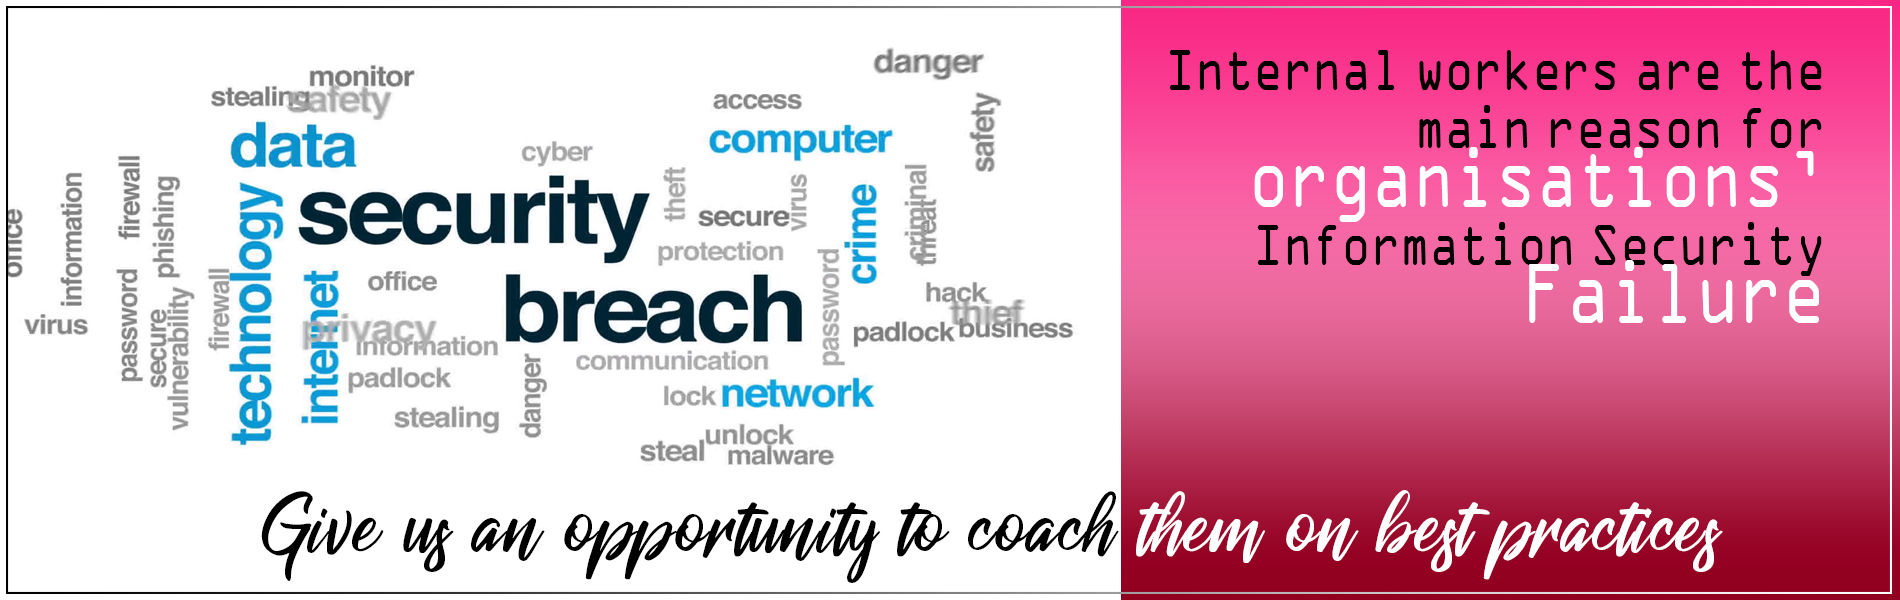 danger
monitor
stealing
safety
access
safety
data
computer
cyber
firewall
information
phishing
technology
security
theft
virus
secure
crime
criminal
threat
office
protection
password
office
internet
firewall
password
secure
vulnerability
virus
privacy
information
breach
hack
thief
padlock
business
communication
padlock
danger
lock
network
stealing
unlock
steal
malware
Internal workers are the
main reason for
organisations'
Information Security
Failure
Give us an opportunity to coach them on best practices